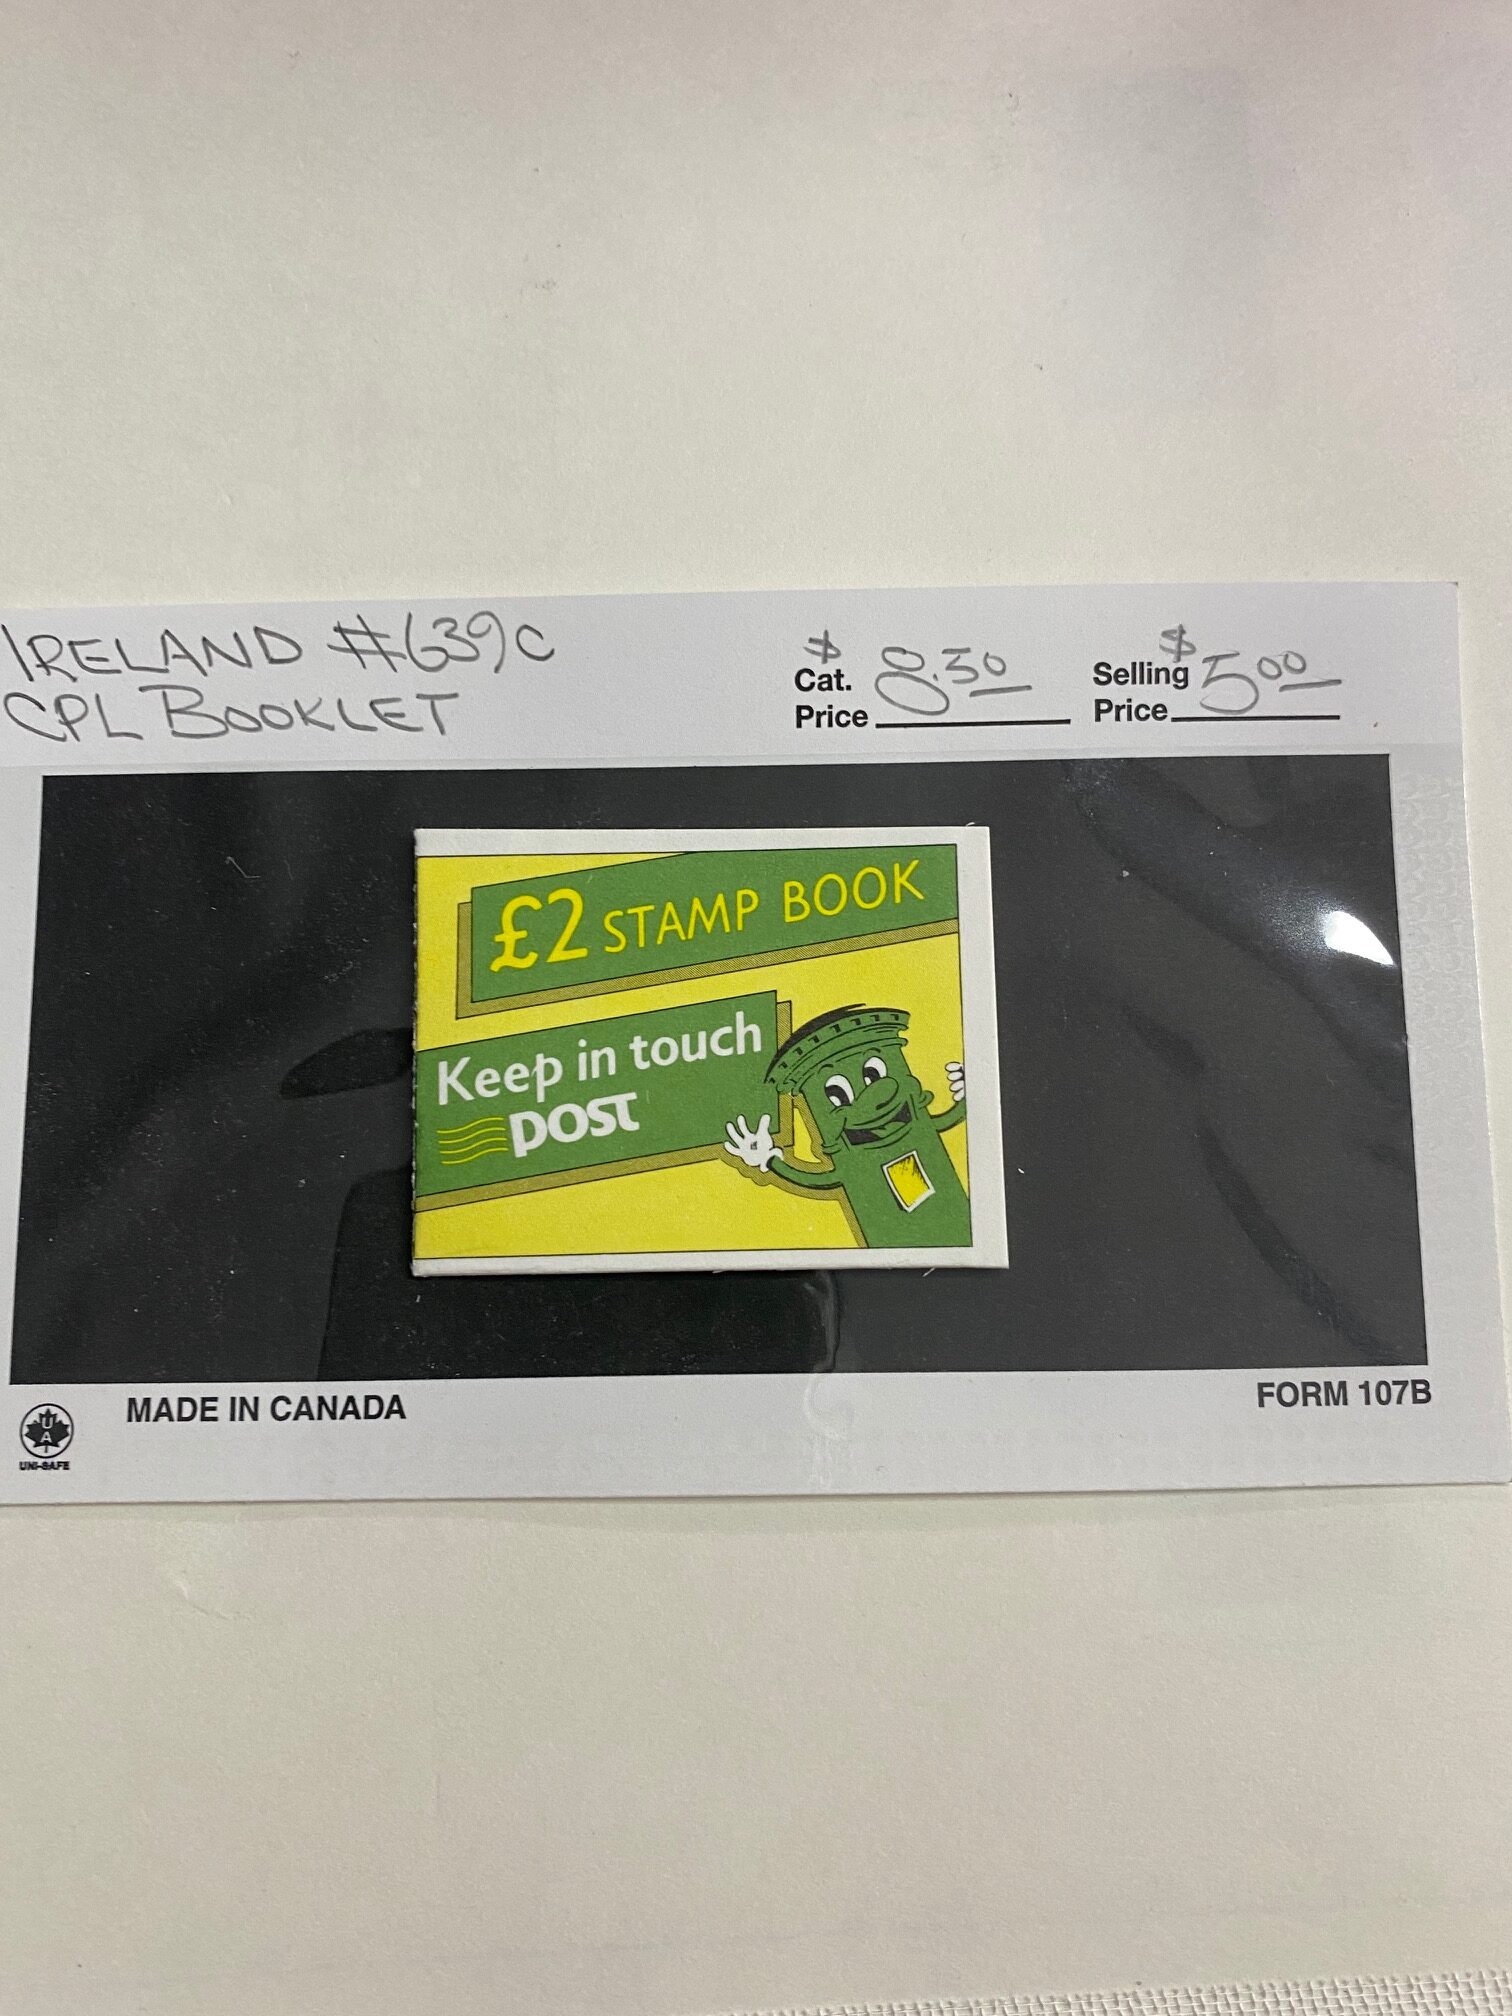 IRELAND #639c
CPL BOOKLET
$
Cat.
Price 8.50
$
Selling
Price 5.00
£2 STAMP BOOK
Keep in touch
POST
MADE IN CANADA
FORM 107B
U
A
UNI-SAFE